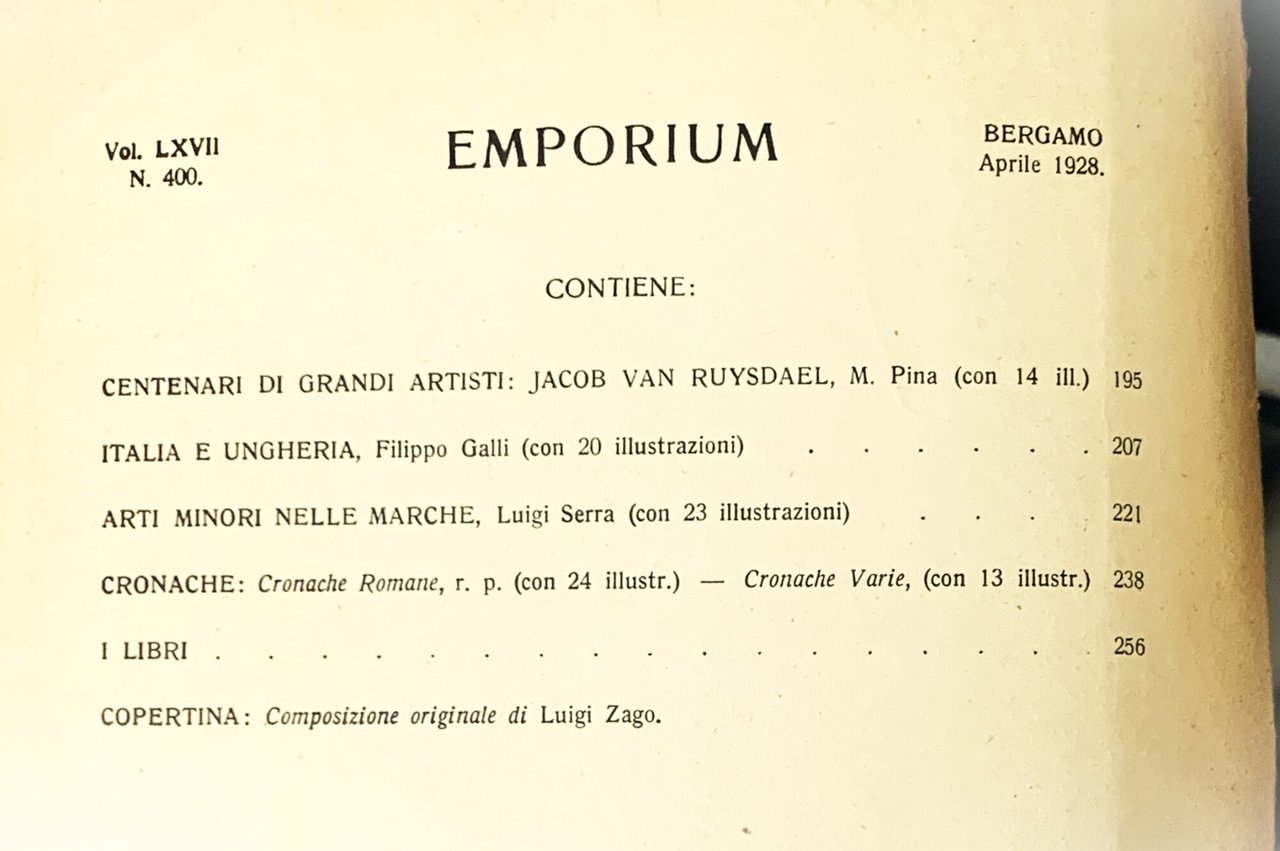 Vol. LXVII
N. 400.
EMPORIUM
BERGAMO
Aprile 1928.
CONTIENE:
CENTENARI DI GRANDI ARTISTI: JACOB VAN RUYSDAEL, M. Pina (con 14 ill.) 195
ITALIA E UNGHERIA, Filippo Galli (con 20 illustrazioni) . . . . . . 207
ARTI MINORI NELLE MARCHE, Luigi Serra (con 23 illustrazioni) . . . . 221
CRONACHE: Cronache Romane, r. p. (con 24 illustr.) — Cronache Varie, (con 13 illustr.) 238
I LIBRI . . . . . . . . . . . . . . . . . 256
COPERTINA: Composizione originale di Luigi Zago.